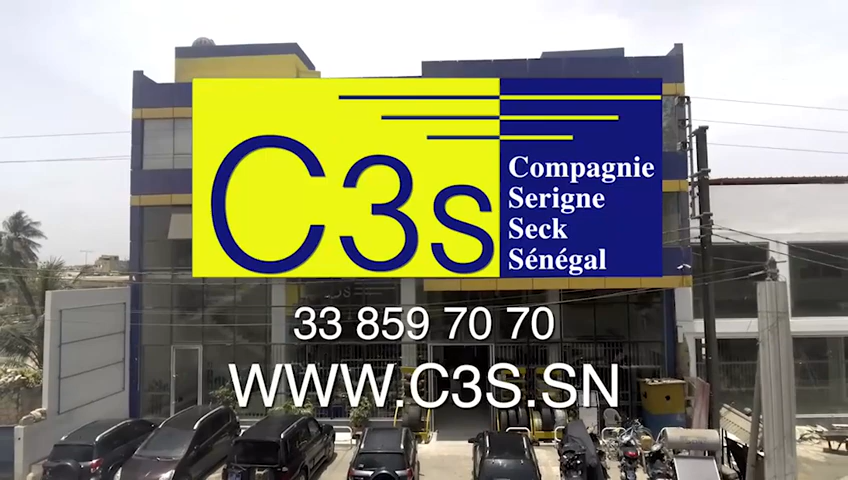 C3s
Compagnie
Serigne
Seck
Sénégal
33 859 70 70
WWW.C3S.SN